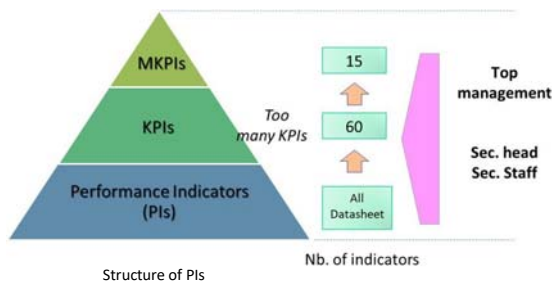 MKPIs
KPIs
Performance Indicators
(PIs)
Structure of PIs
Too
many KPIs
15
60
All
Datasheet
Nb. of indicators
Top
management
Sec. head
Sec. Staff